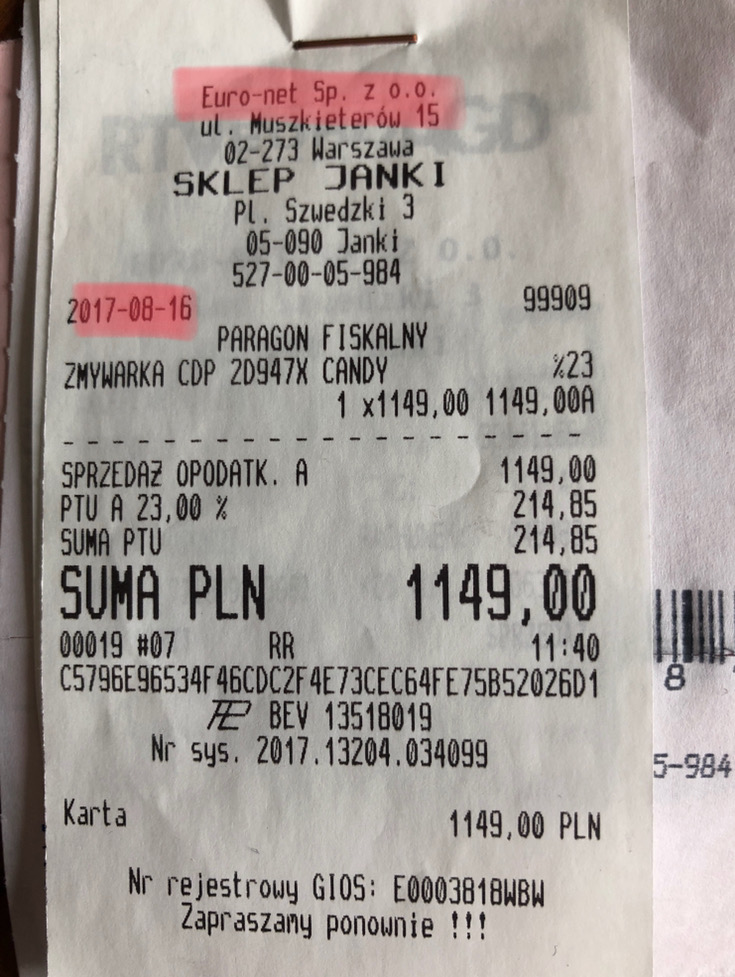 Euro-net Sp. z o.o.
ul. Muszkieterów 15
02-273 Warszawa
SKLEP JANKI
Pl. Szwedzki 3
05-090 Janki
527-00-05-984
2017-08-16 99909
PARAGON FISKALNY
ZMYWARKA CDP 2D947X CANDY %23
1 x1149,00 1149,00A
SPRZEDAŻ OPODATK. A 1149,00
PTU A 23,00 % 214,85
SUMA PTU 214,85
SUMA PLN 1149,00
00019 #07 RR 11:40
C5796E96534F46CDC2F4E73CEC64FE75B52026D1
BEV 13518019
Nr sys. 2017.13204.034099
Karta 1149,00 PLN
Nr rejestrowy GIOS: E0003818WBW
Zapraszamy ponownie !!!
8
5-984